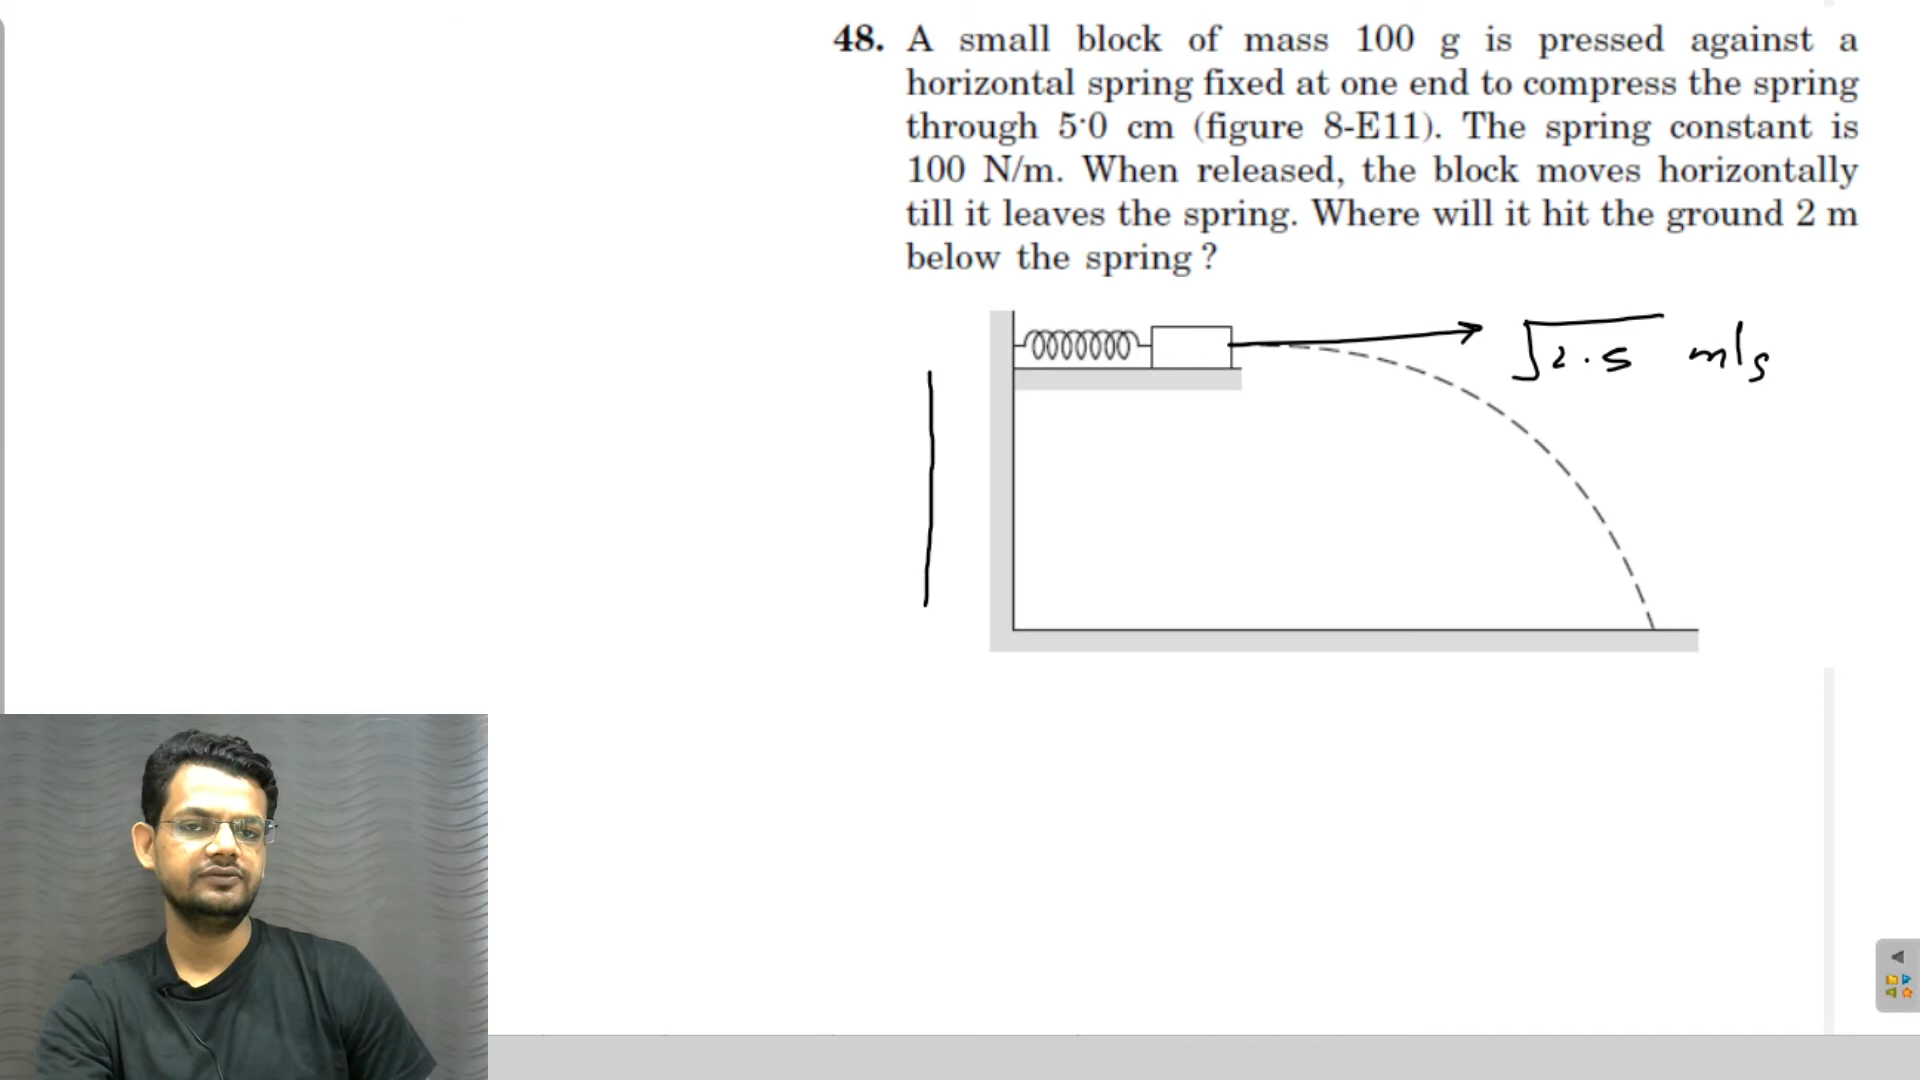 48. A small block of mass 100 g is pressed against a
horizontal spring fixed at one end to compress the spring
through 5·0 cm (figure 8-E11). The spring constant is
100 N/m. When released, the block moves horizontally
till it leaves the spring. Where will it hit the ground 2 m
below the spring ?
√2.5 m/s